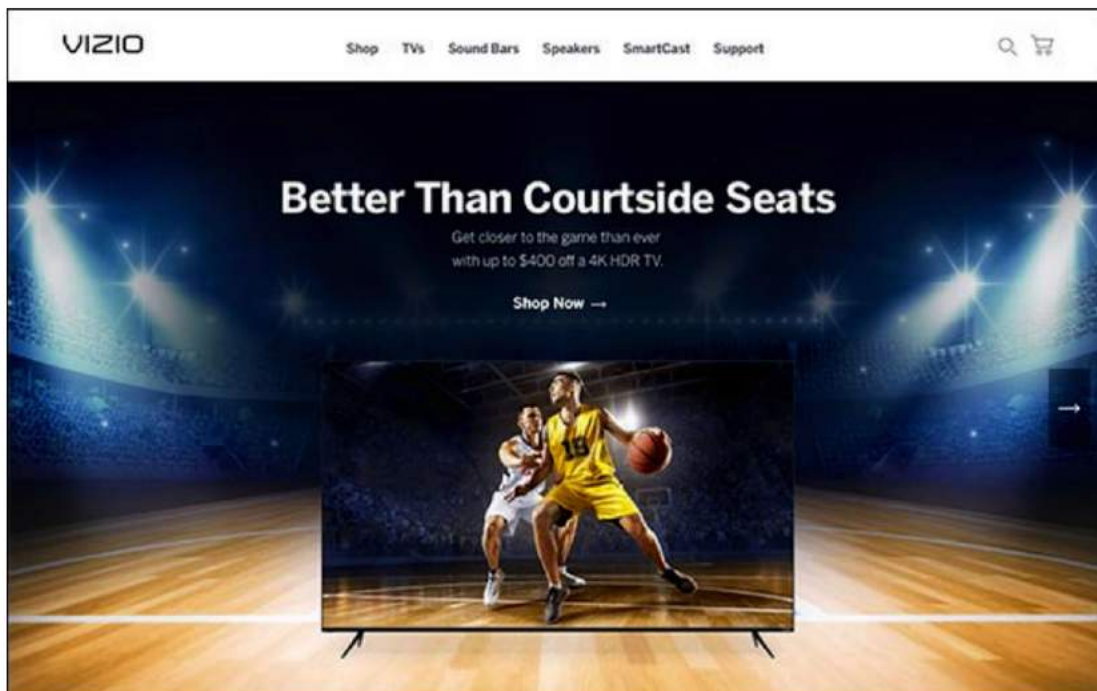 VIZIO
Shop TVs Sound Bars Speakers SmartCast Support
Better Than Courtside Seats
Get closer to the game than ever
with up to $400 off a 4K HDR TV.
Shop Now →
→
19